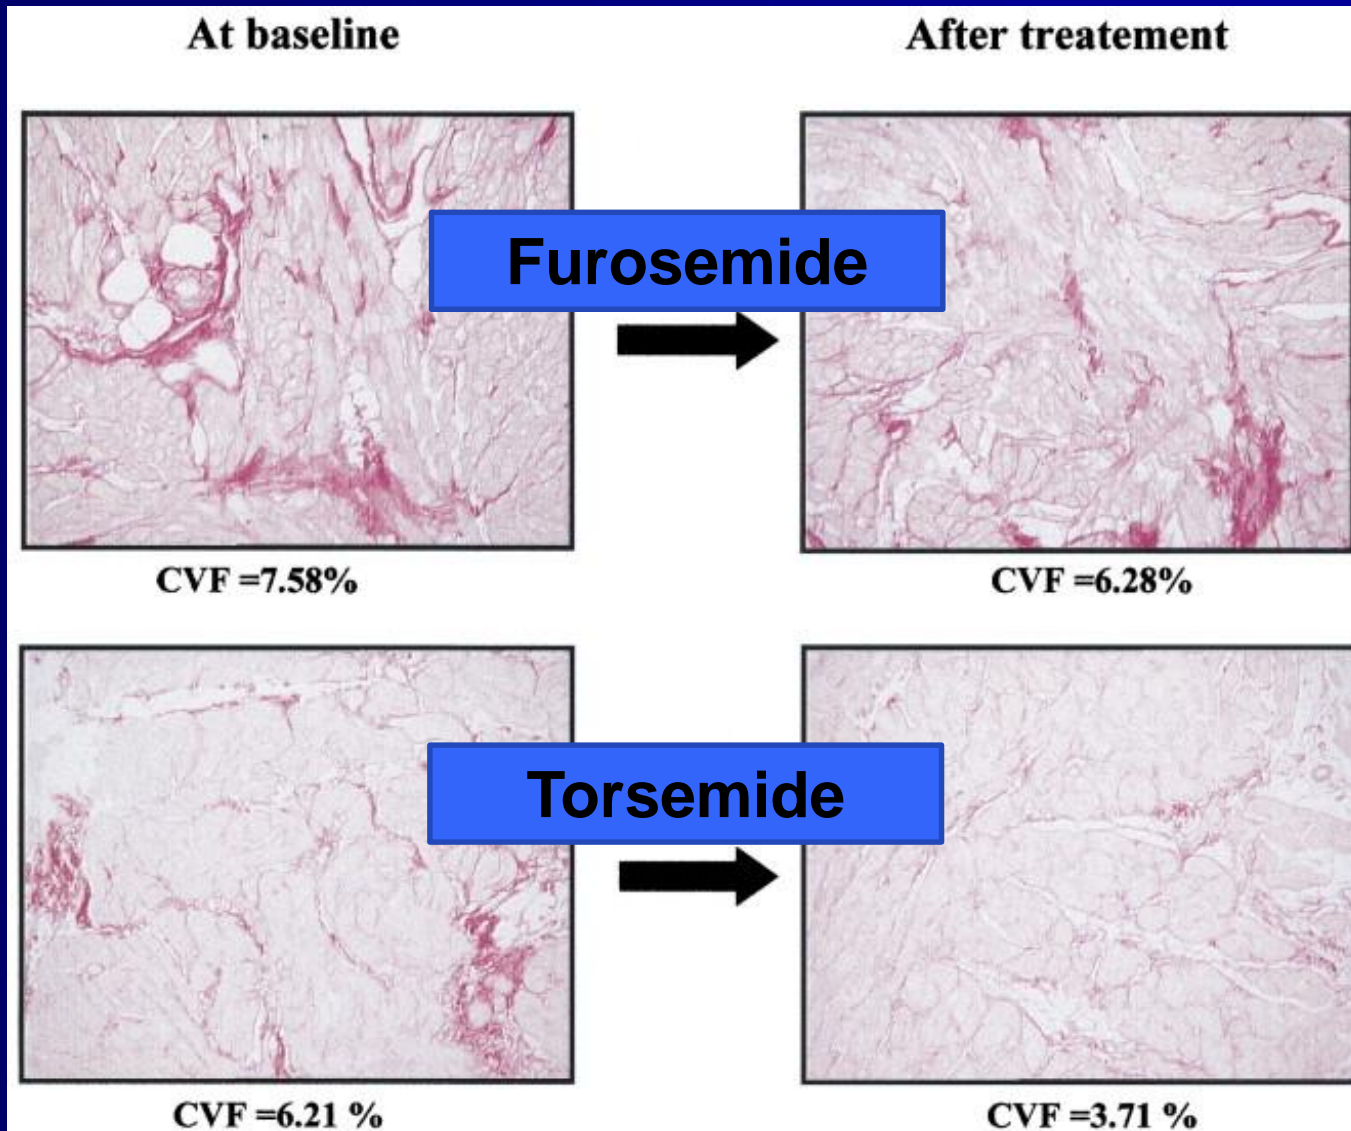 At baseline
After treatement
Furosemide
CVF =7.58%
CVF =6.28%
Torsemide
CVF =6.21 %
CVF =3.71 %